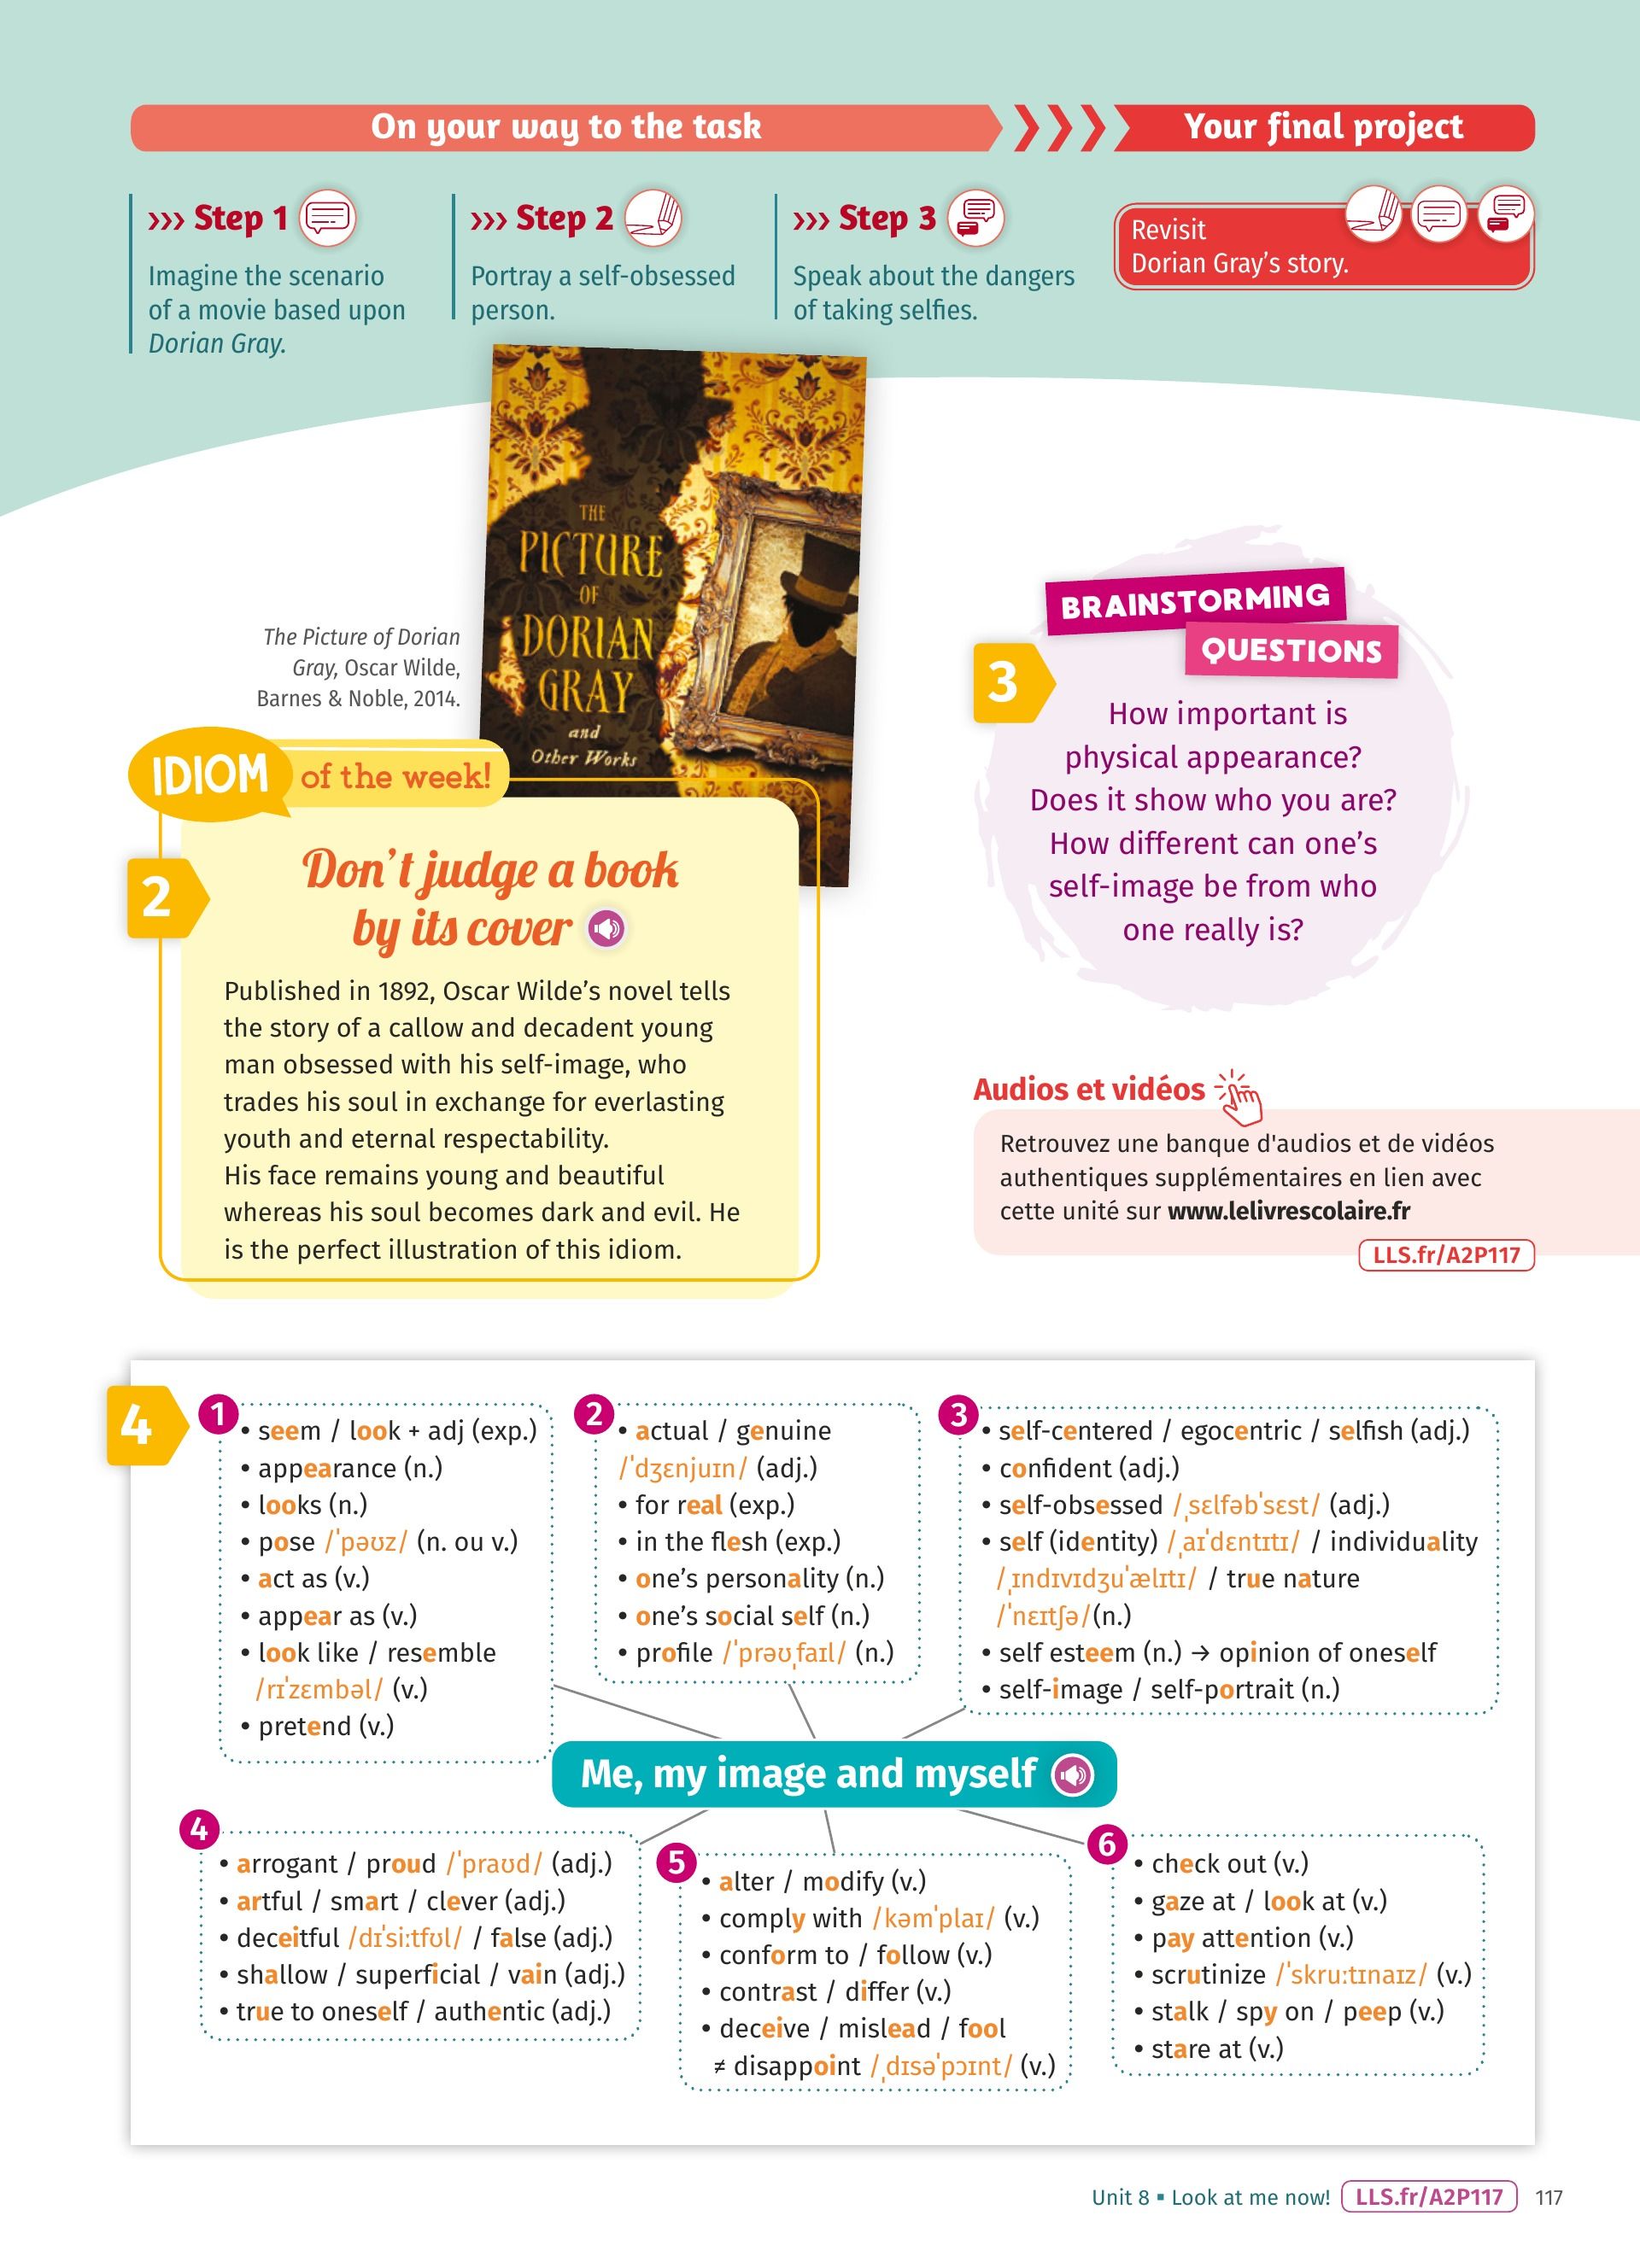 On your way to the task
Your final project
››› Step 1
Imagine the scenario
of a movie based upon
Dorian Gray.
››› Step 2
Portray a self-obsessed
person.
››› Step 3
Speak about the dangers
of taking selfies.
Revisit
Dorian Gray's story.
THE
PICTURE
OF
DORIAN
GRAY
and
Other Works
The Picture of Dorian
Gray, Oscar Wilde,
Barnes & Noble, 2014.
IDIOM of the week!
2
Don't judge a book
by its cover
Published in 1892, Oscar Wilde's novel tells
the story of a callow and decadent young
man obsessed with his self-image, who
trades his soul in exchange for everlasting
youth and eternal respectability.
His face remains young and beautiful
whereas his soul becomes dark and evil. He
is the perfect illustration of this idiom.
BRAINSTORMING
QUESTIONS
3
How important is
physical appearance?
Does it show who you are?
How different can one's
self-image be from who
one really is?
Audios et vidéos
Retrouvez une banque d'audios et de vidéos
authentiques supplémentaires en lien avec
cette unité sur www.lelivrescolaire.fr
LLS.fr/A2P117
4
1
• seem / look + adj (exp.)
• appearance (n.)
• looks (n.)
• pose /ˈpəʊz/ (n. ou v.)
• act as (v.)
• appear as (v.)
• look like / resemble
/rɪˈzɛmbəl/ (v.)
• pretend (v.)
2
• actual / genuine
/ˈdʒɛnjuɪn/ (adj.)
• for real (exp.)
• in the flesh (exp.)
• one's personality (n.)
• one's social self (n.)
• profile /ˈprəʊˌfaɪl/ (n.)
3
• self-centered / egocentric / selfish (adj.)
• confident (adj.)
• self-obsessed /ˌsɛlfəbˈsɛst/ (adj.)
• self (identity) /ˌaɪˈdɛntɪtɪ/ / individuality
/ˌɪndɪvɪdʒuˈælɪtɪ/ / true nature
/ˈneɪtʃə/(n.)
• self esteem (n.) → opinion of oneself
• self-image / self-portrait (n.)
Me, my image and myself
4
• arrogant / proud /ˈpraʊd/ (adj.)
• artful / smart / clever (adj.)
• deceitful /dɪˈsiːtfʊl/ / false (adj.)
• shallow / superficial / vain (adj.)
• true to oneself / authentic (adj.)
5
• alter / modify (v.)
• comply with /kəmˈplaɪ/ (v.)
• conform to / follow (v.)
• contrast / differ (v.)
• deceive / mislead / fool
≠ disappoint /ˌdɪsəˈpɔɪnt/ (v.)
6
• check out (v.)
• gaze at / look at (v.)
• pay attention (v.)
• scrutinize /ˈskruːtɪnaɪz/ (v.)
• stalk / spy on / peep (v.)
• stare at (v.)
Unit 8 ▪ Look at me now! LLS.fr/A2P117 117